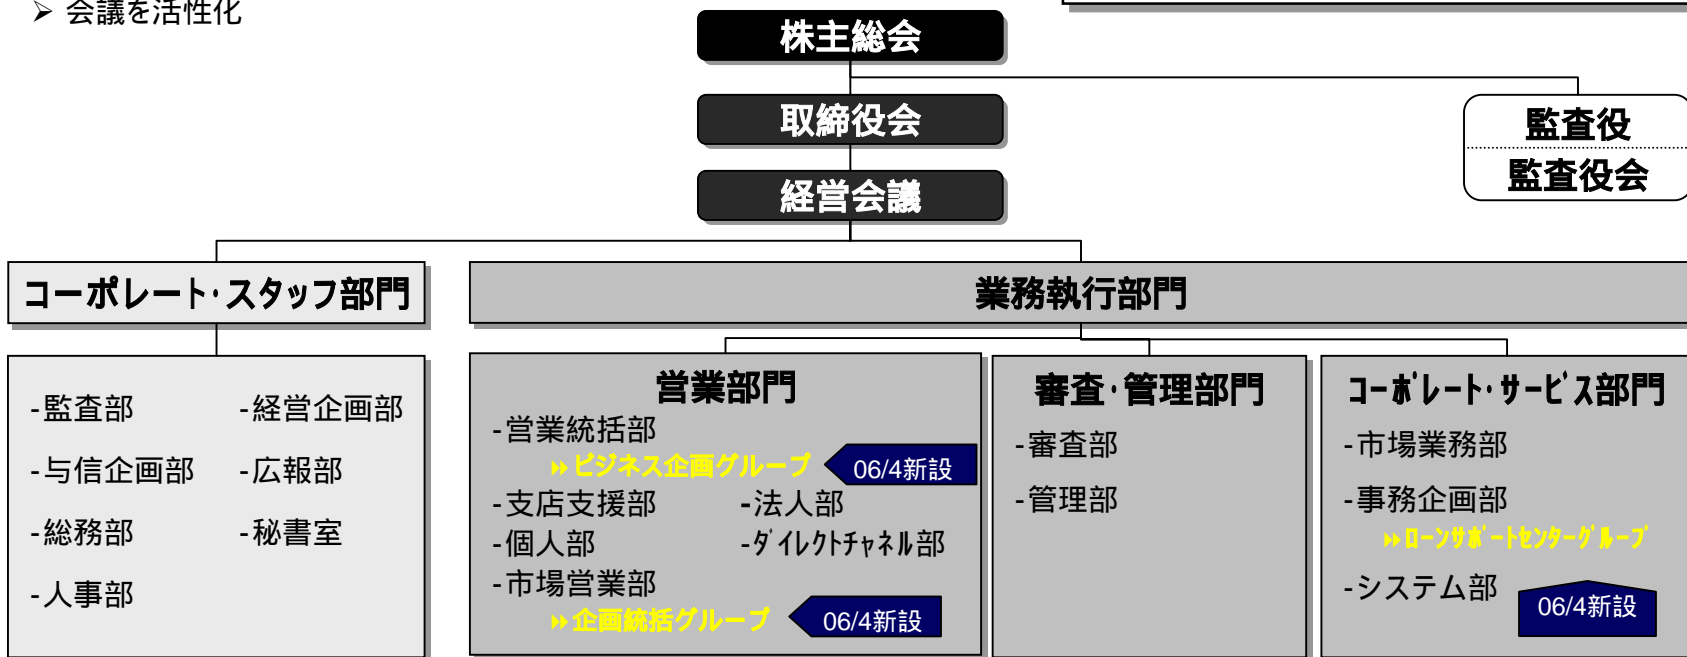 ➢ 会議を活性化
株主総会
取締役会
監査役
監査役会
経営会議
コーポレート・スタッフ部門
業務執行部門
-監査部 -経営企画部
-与信企画部 -広報部
-総務部 -秘書室
-人事部
営業部門
-営業統括部
»ビジネス企画グループ 06/4新設
-支店支援部 -法人部
-個人部 -ﾀﾞｲﾚｸﾄﾁｬﾈﾙ部
-市場営業部
»企画統括グループ 06/4新設
審査・管理部門
-審査部
-管理部
ｺｰﾎﾟﾚｰﾄ・ｻｰﾋﾞｽ部門
-市場業務部
-事務企画部
»ﾛｰﾝｻﾎﾟｰﾄｾﾝﾀｰｸﾞﾙｰﾌﾟ
-システム部 06/4新設